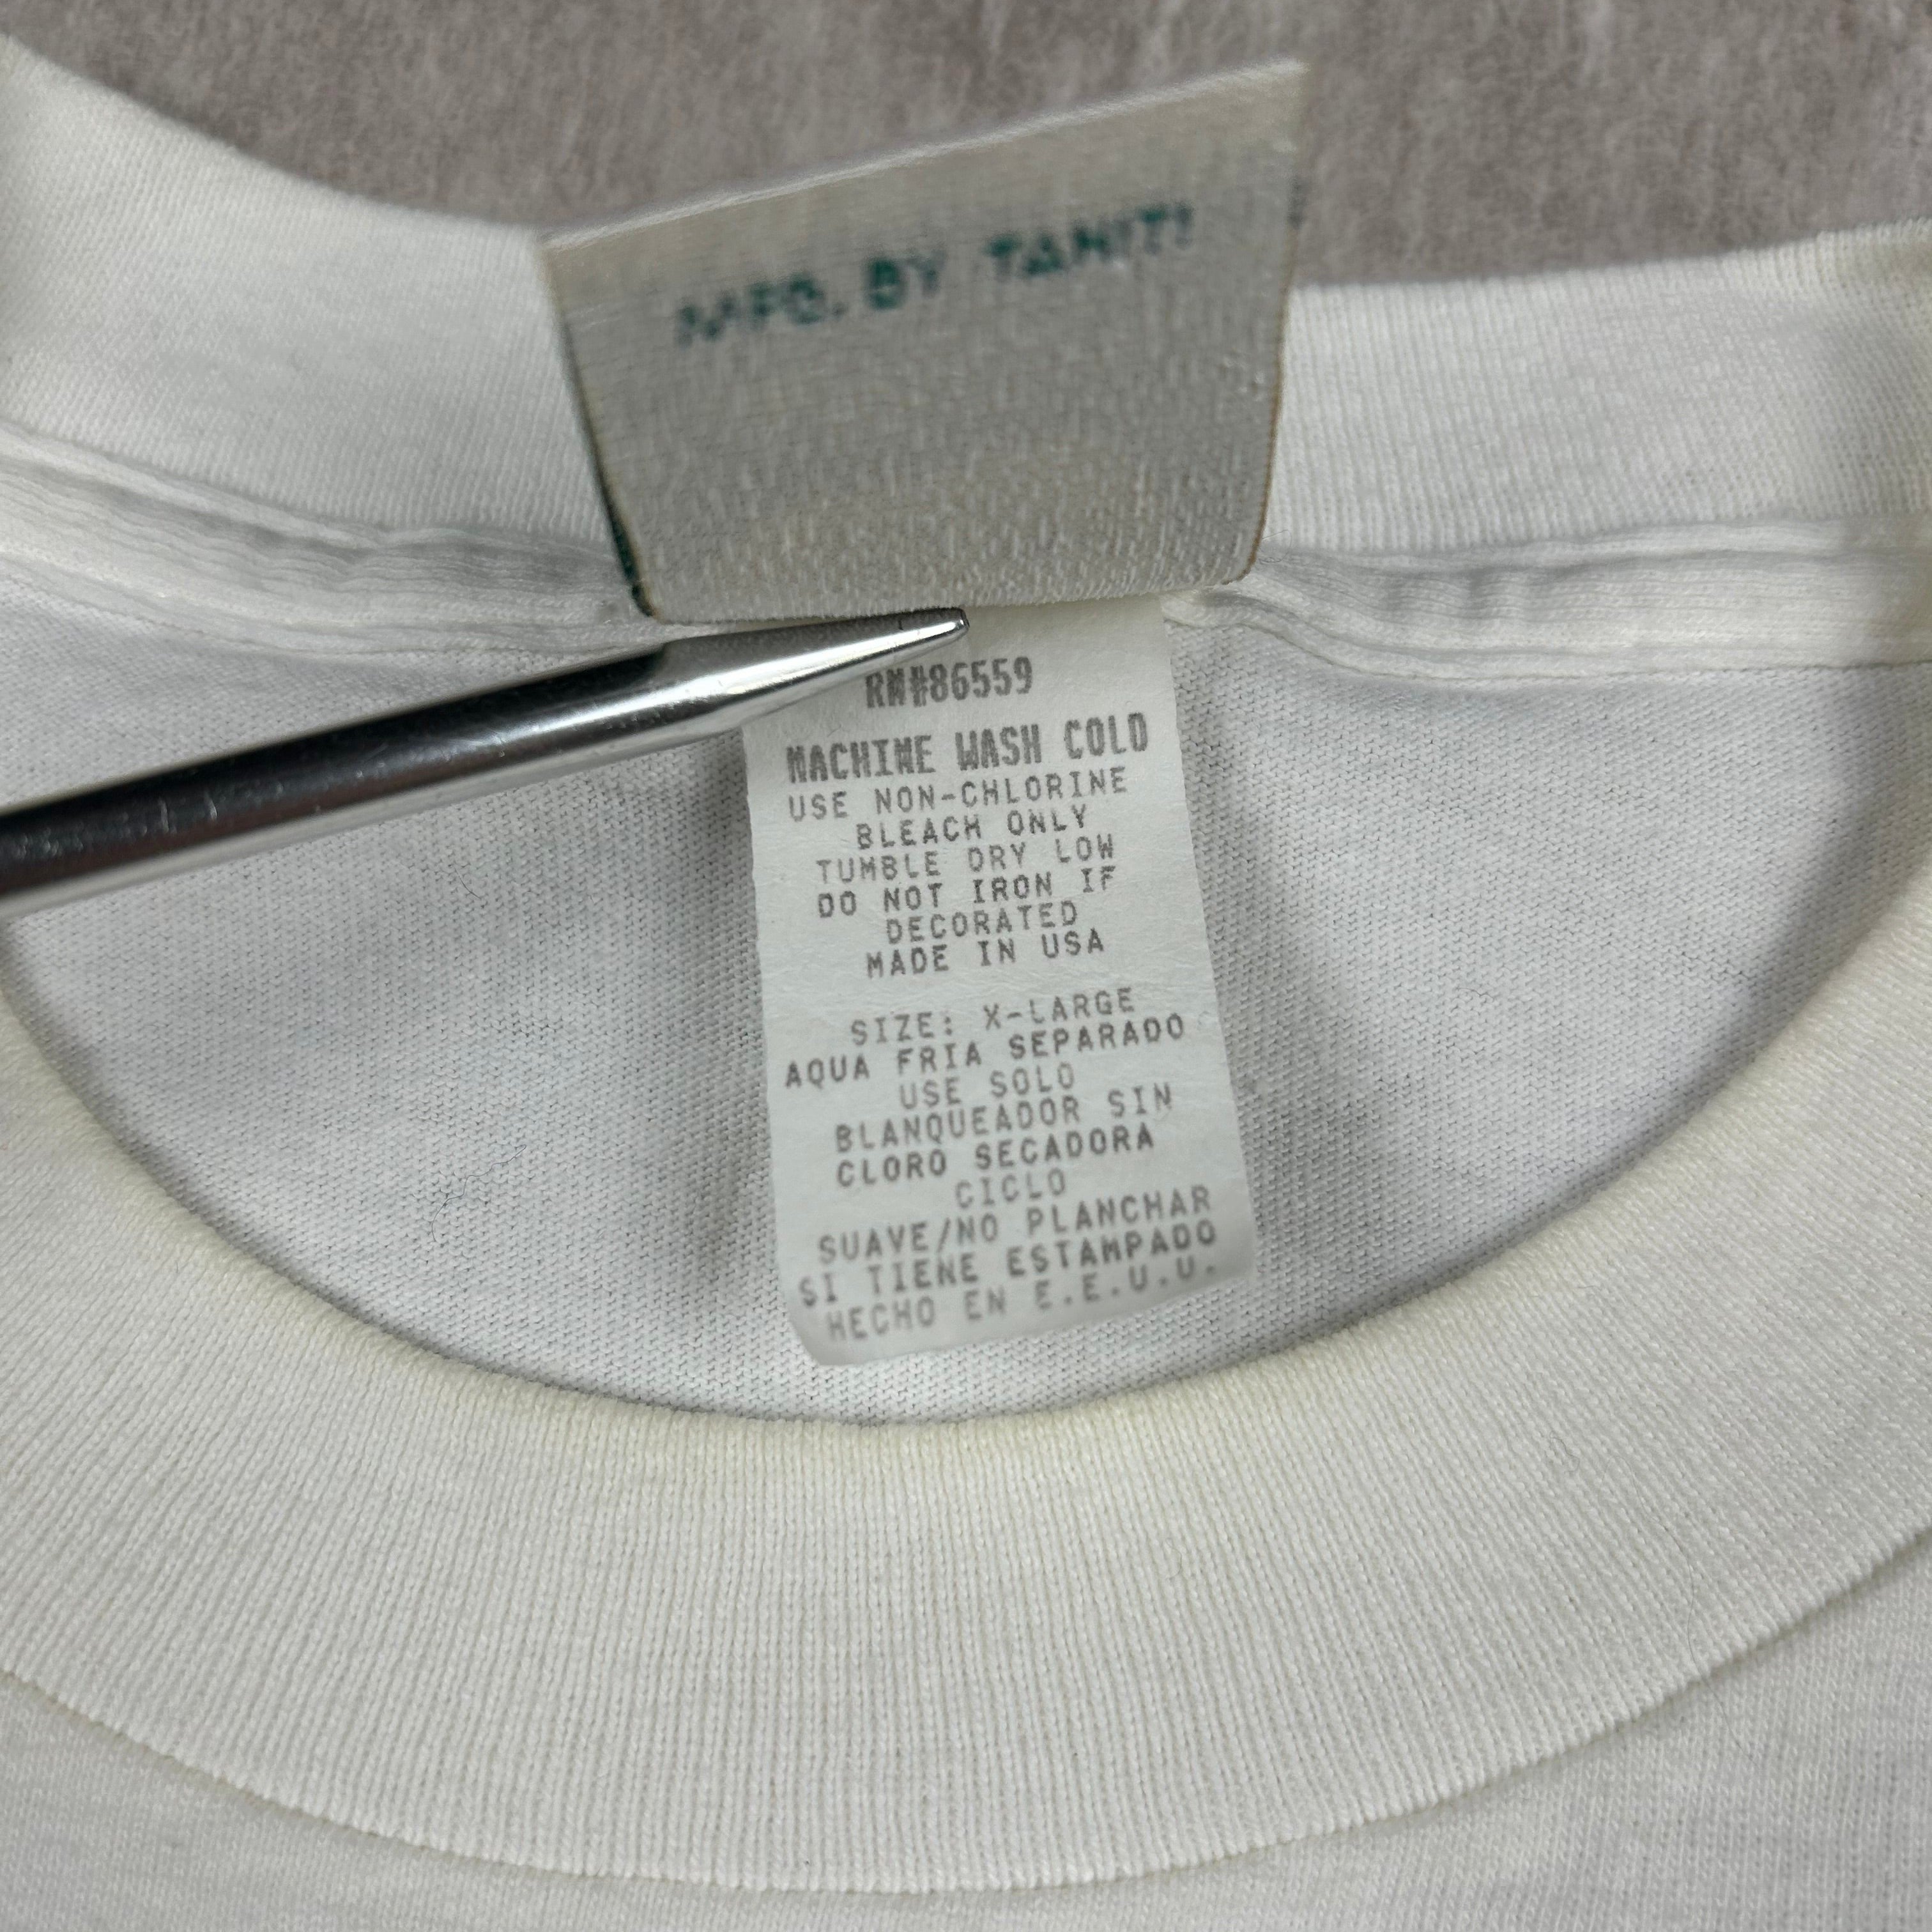 MFG. BY TAHITI
RN#86559
MACHINE WASH COLD
USE NON-CHLORINE
BLEACH ONLY
TUMBLE DRY LOW
DO NOT IRON IF
DECORATED
MADE IN USA
SIZE: X-LARGE
AQUA FRIA SEPARADO
USE SOLO
BLANQUEADOR SIN
CLORO SECADORA
CICLO
SUAVE/NO PLANCHAR
SI TIENE ESTAMPADO
HECHO EN E.E.U.U.